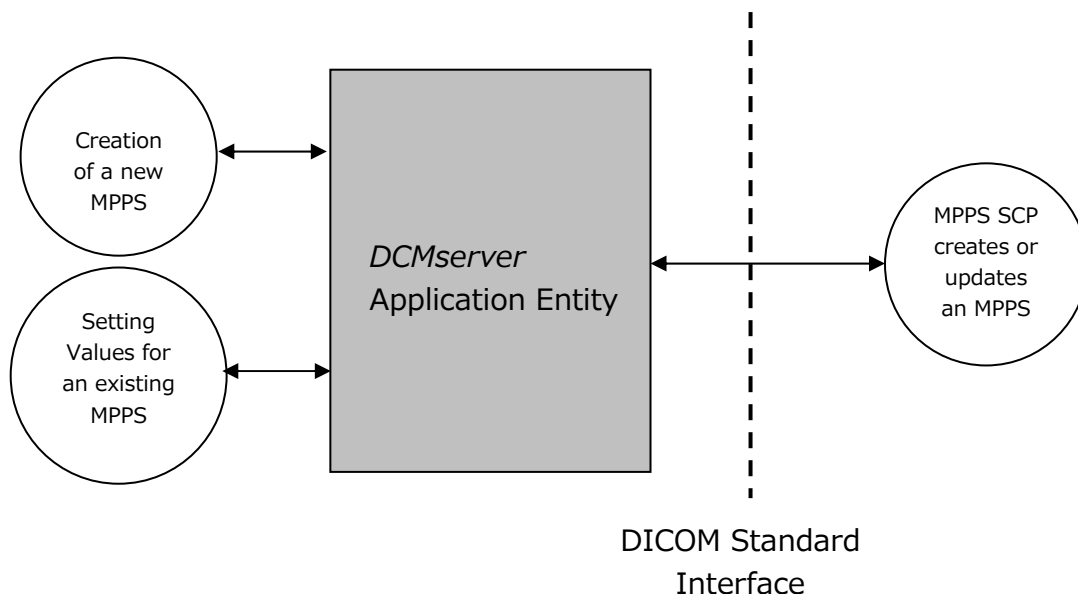 Creation
of a new
MPPS
Setting
Values for
an existing
MPPS
DCMserver
Application Entity
MPPS SCP
creates or
updates
an MPPS
DICOM Standard
Interface